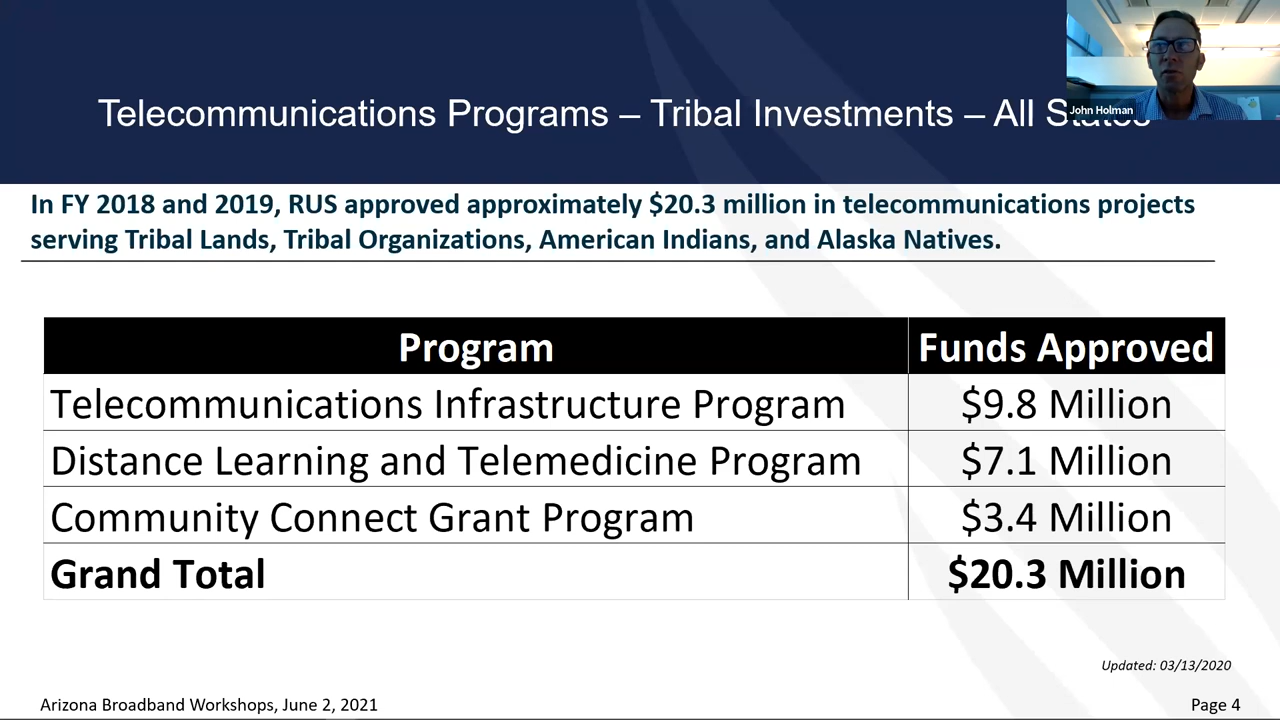 Telecommunications Programs – Tribal Investments – All States
John Holman
In FY 2018 and 2019, RUS approved approximately $20.3 million in telecommunications projects
serving Tribal Lands, Tribal Organizations, American Indians, and Alaska Natives.
Program Funds Approved
Telecommunications Infrastructure Program $9.8 Million
Distance Learning and Telemedicine Program $7.1 Million
Community Connect Grant Program $3.4 Million
Grand Total $20.3 Million
Updated: 03/13/2020
Arizona Broadband Workshops, June 2, 2021 Page 4